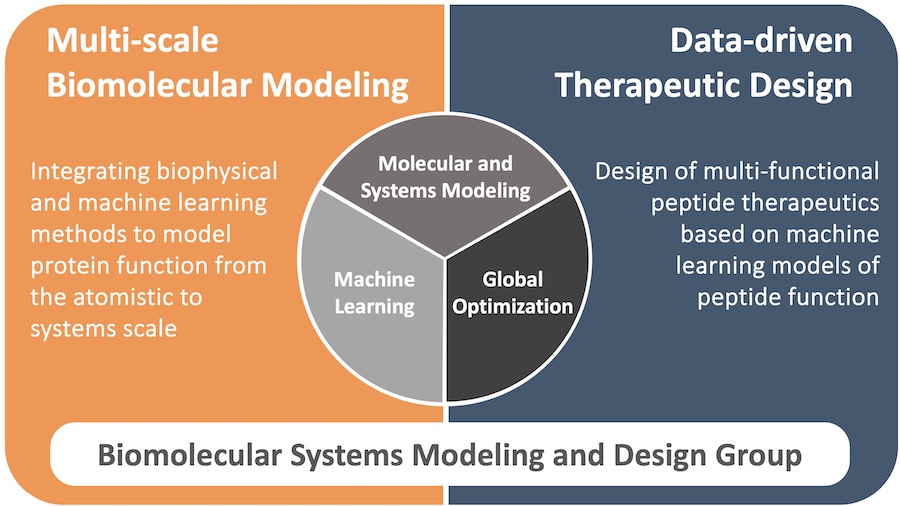 Multi-scale
Biomolecular Modeling
Integrating biophysical
and machine learning
methods to model
protein function from
the atomistic to
systems scale
Data-driven
Therapeutic Design
Design of multi-functional
peptide therapeutics
based on machine
learning models of
peptide function
Molecular and
Systems Modeling
Machine
Learning
Global
Optimization
Biomolecular Systems Modeling and Design Group